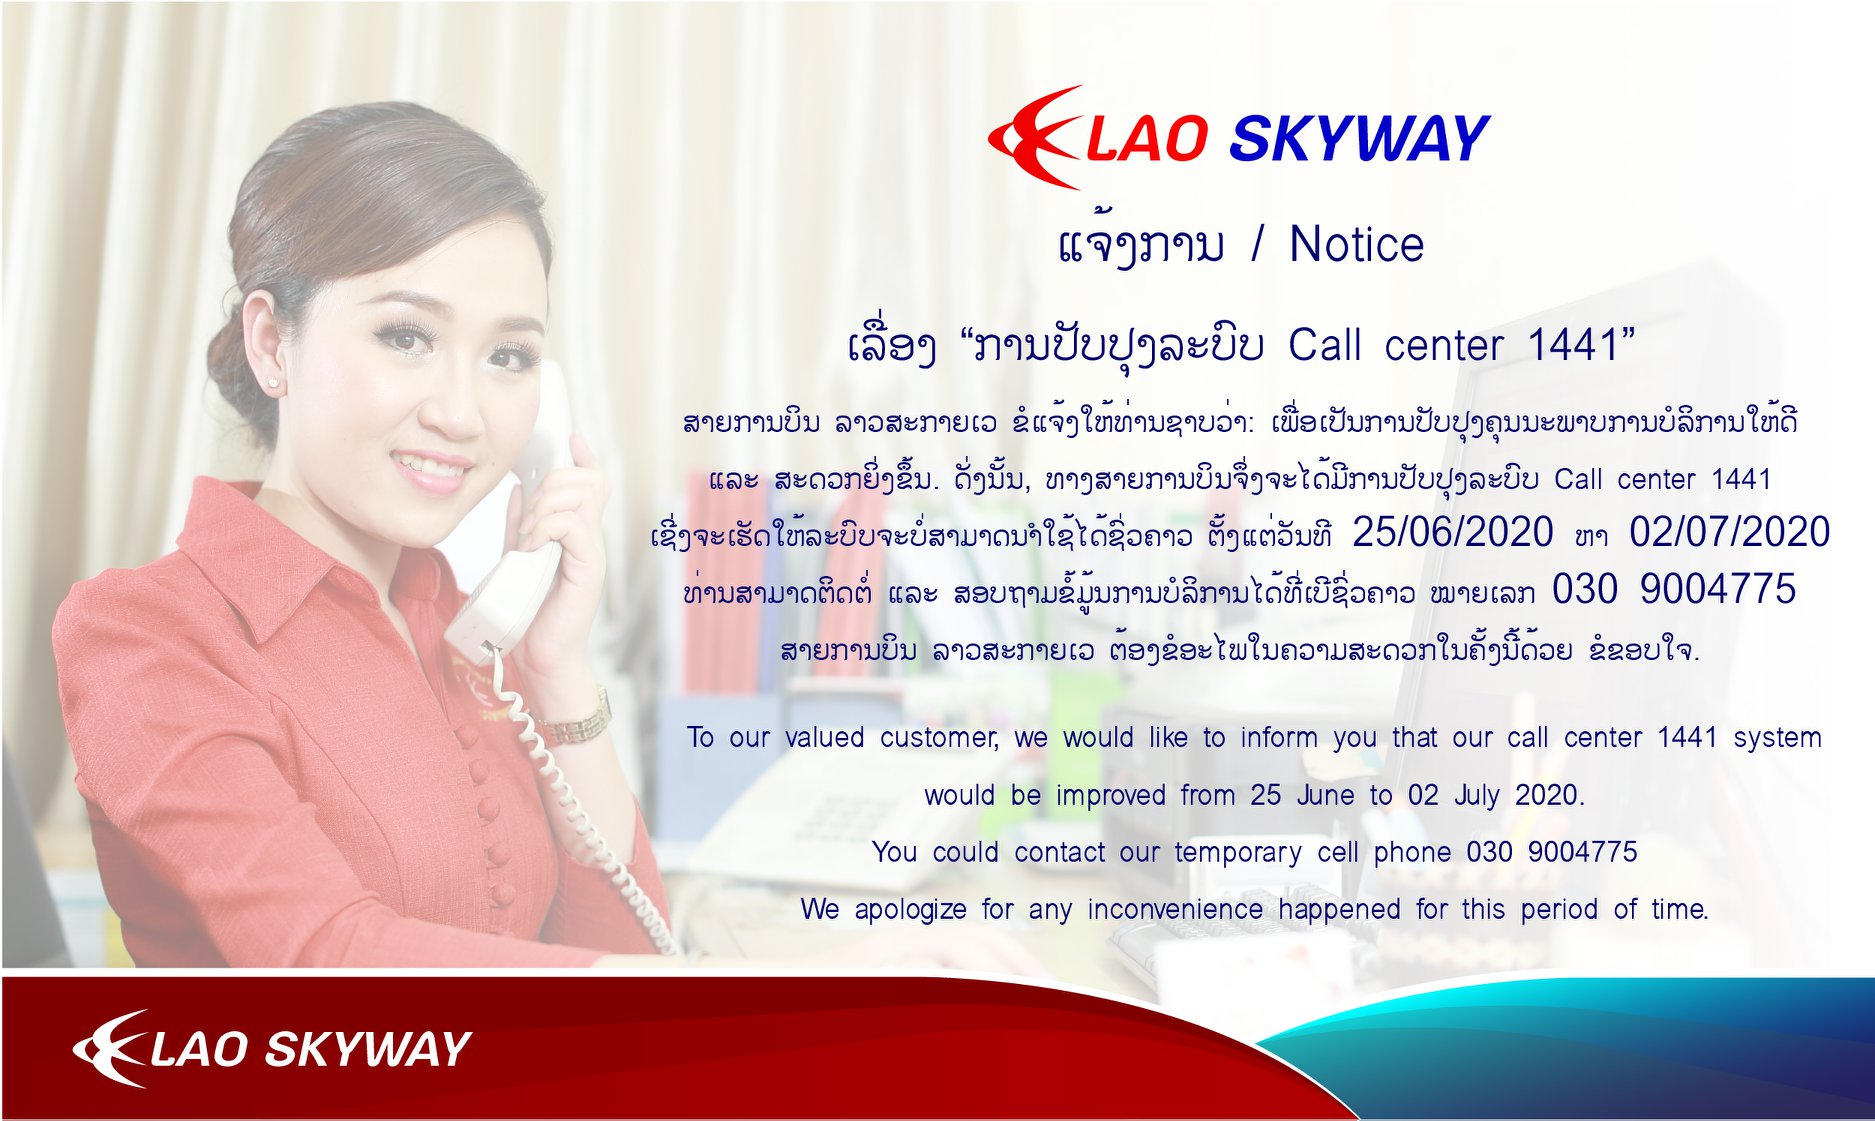 LAO SKYWAY
ແຈ້ງການ / Notice
ເລື່ອງ “ການປັບປຸງລະບົບ Call center 1441”
ສາຍການບິນ ລາວສະກາຍເວ ຂໍແຈ້ງໃຫ້ທ່ານຊາບວ່າ: ເພື່ອເປັນການປັບປຸງຄຸນນະພາບການບໍລິການໃຫ້ດີ
ແລະ ສະດວກຍິ່ງຂຶ້ນ. ດັ່ງນັ້ນ, ທາງສາຍການບິນຈຶ່ງຈະໄດ້ມີການປັບປຸງລະບົບ Call center 1441
ເຊີ່ງຈະເຮັດໃຫ້ລະບົບຈະບໍ່ສາມາດນຳໃຊ້ໄດ້ຊົ່ວຄາວ ຕັ້ງແຕ່ວັນທີ 25/06/2020 ຫາ 02/07/2020
ທ່ານສາມາດຕິດຕໍ່ ແລະ ສອບຖາມຂໍ້ມູ້ນການບໍລິການໄດ້ທີ່ເບີຊົ່ວຄາວ ໝາຍເລກ 030 9004775
ສາຍການບິນ ລາວສະກາຍເວ ຕ້ອງຂໍອະໄພໃນຄວາມສະດວກໃນຄັ້ງນີ້ດ້ວຍ ຂໍຂອບໃຈ.
To our valued customer, we would like to inform you that our call center 1441 system
would be improved from 25 June to 02 July 2020.
You could contact our temporary cell phone 030 9004775
We apologize for any inconvenience happened for this period of time.
LAO SKYWAY